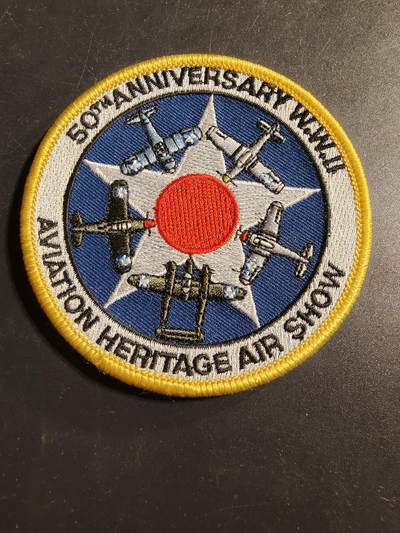 50TH ANNIVERSARY W.W.II
AVIATION HERITAGE AIR SHOW